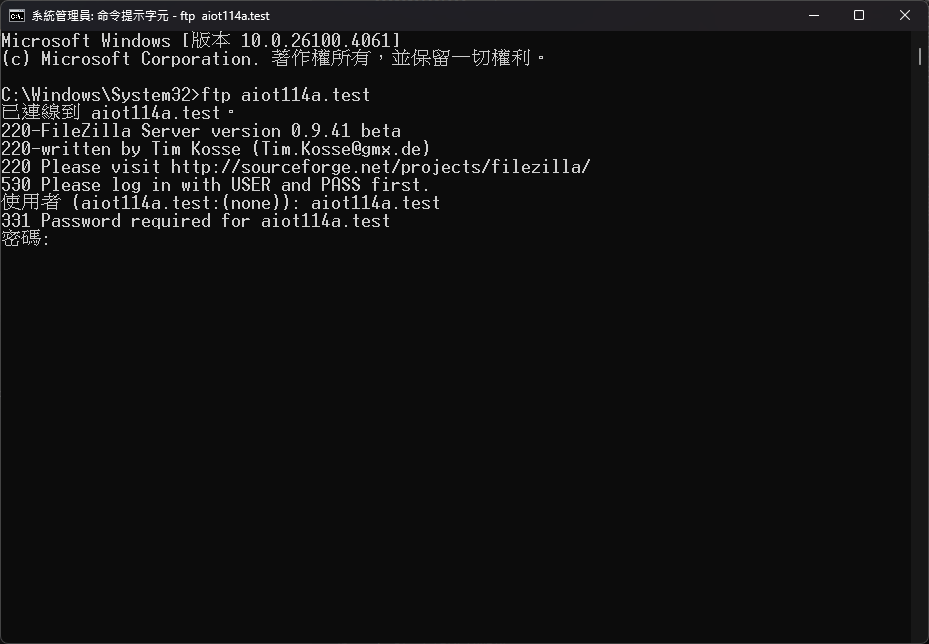 系統管理員: 命令提示字元 - ftp  aiot114a.test
Microsoft Windows [版本 10.0.26100.4061]
(c) Microsoft Corporation. 著作權所有，並保留一切權利。
C:\Windows\System32>ftp aiot114a.test
已連線到 aiot114a.test。
220-FileZilla Server version 0.9.41 beta
220-written by Tim Kosse (Tim.Kosse@gmx.de)
220 Please visit http://sourceforge.net/projects/filezilla/
530 Please log in with USER and PASS first.
使用者 (aiot114a.test:(none)): aiot114a.test
331 Password required for aiot114a.test
密碼: